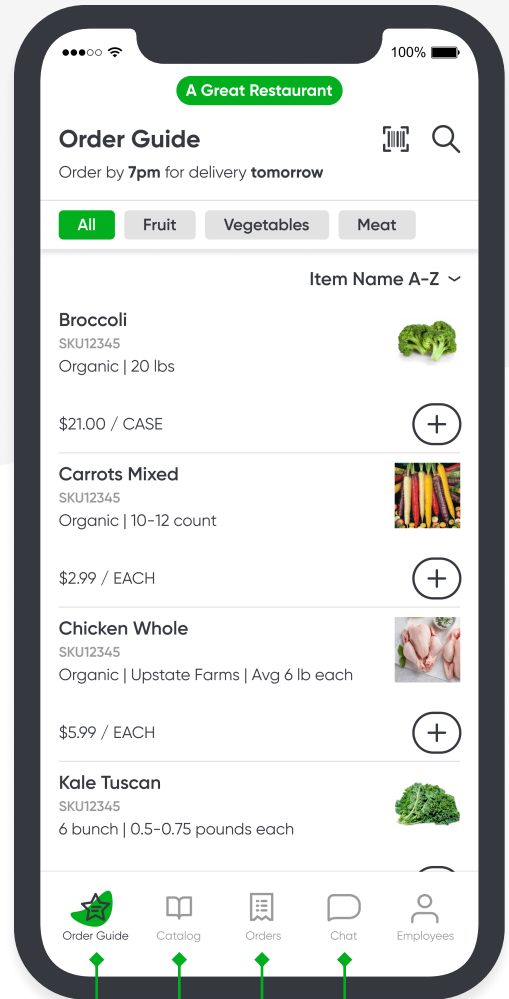 100%
A Great Restaurant
Order Guide
Order by 7pm for delivery tomorrow
All Fruit Vegetables Meat
Item Name A-Z
Broccoli
SKU12345
Organic | 20 lbs
$21.00 / CASE
Carrots Mixed
SKU12345
Organic | 10-12 count
$2.99 / EACH
Chicken Whole
SKU12345
Organic | Upstate Farms | Avg 6 lb each
$5.99 / EACH
Kale Tuscan
SKU12345
6 bunch | 0.5-0.75 pounds each
Order Guide Catalog Orders Chat Employees